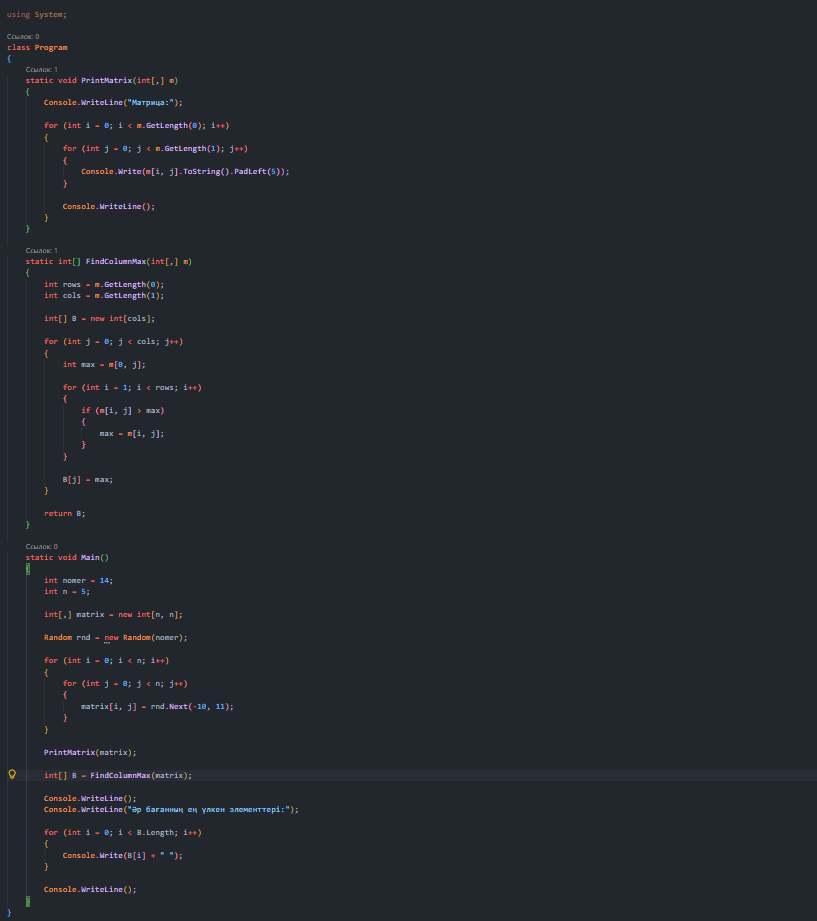 using System;
Ссылок: 0
class Program
{
Ссылок: 1
static void PrintMatrix(int[,] m)
{
Console.WriteLine("Матрица:");
for (int i = 0; i < m.GetLength(0); i++)
{
for (int j = 0; j < m.GetLength(1); j++)
{
Console.Write(m[i, j].ToString().PadLeft(5));
}
Console.WriteLine();
}
}
Ссылок: 1
static int[] FindColumnMax(int[,] m)
{
int rows = m.GetLength(0);
int cols = m.GetLength(1);
int[] B = new int[cols];
for (int j = 0; j < cols; j++)
{
int max = m[0, j];
for (int i = 1; i < rows; i++)
{
if (m[i, j] > max)
{
max = m[i, j];
}
}
B[j] = max;
}
return B;
}
Ссылок: 0
static void Main()
{
int nomer = 14;
int n = 5;
int[,] matrix = new int[n, n];
Random rnd = new Random(nomer);
for (int i = 0; i < n; i++)
{
for (int j = 0; j < n; j++)
{
matrix[i, j] = rnd.Next(-10, 11);
}
}
PrintMatrix(matrix);
int[] B = FindColumnMax(matrix);
Console.WriteLine();
Console.WriteLine("Әр бағанның ең үлкен элементтері:");
for (int i = 0; i < B.Length; i++)
{
Console.Write(B[i] + " ");
}
Console.WriteLine();
}
}